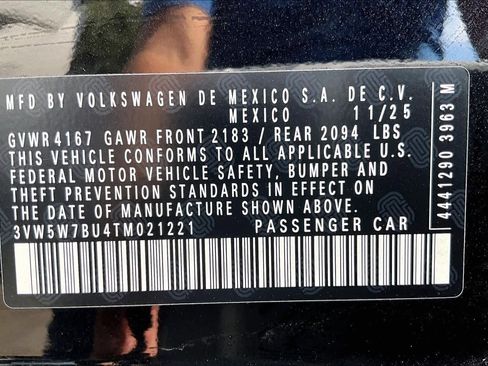 MFD BY VOLKSWAGEN DE MEXICO S.A. DE C.V.
MEXICO 11/25
GVWR 4167 GAWR FRONT 2183 / REAR 2094 LBS
THIS VEHICLE CONFORMS TO ALL APPLICABLE U.S.
FEDERAL MOTOR VEHICLE SAFETY, BUMPER AND
THEFT PREVENTION STANDARDS IN EFFECT ON
THE DATE OF MANUFACTURE SHOWN ABOVE.
3VW5W7BU4TM021221 PASSENGER CAR
4441290 3963 M